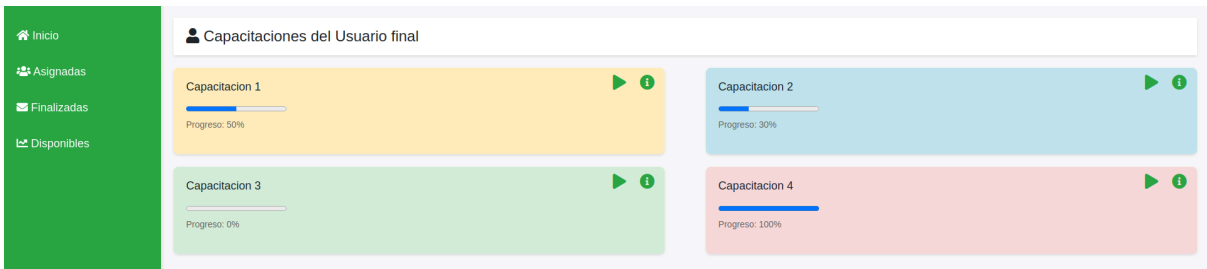 Inicio
Asignadas
Finalizadas
Disponibles
Capacitaciones del Usuario final
Capacitacion 1
Progreso: 50%
Capacitacion 2
Progreso: 30%
Capacitacion 3
Progreso: 0%
Capacitacion 4
Progreso: 100%